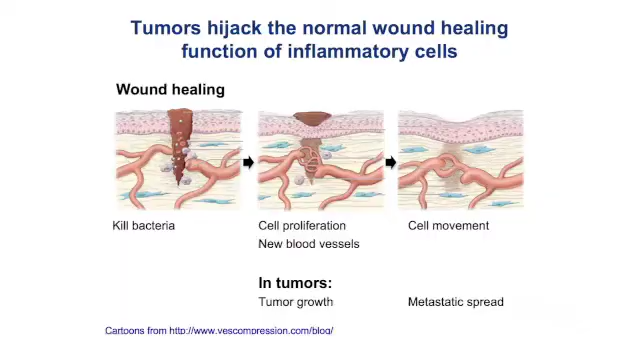 Tumors hijack the normal wound healing
function of inflammatory cells
Wound healing
Kill bacteria
Cell proliferation
New blood vessels
Cell movement
In tumors:
Tumor growth
Metastatic spread
Cartoons from http://www.vescompression.com/blog/